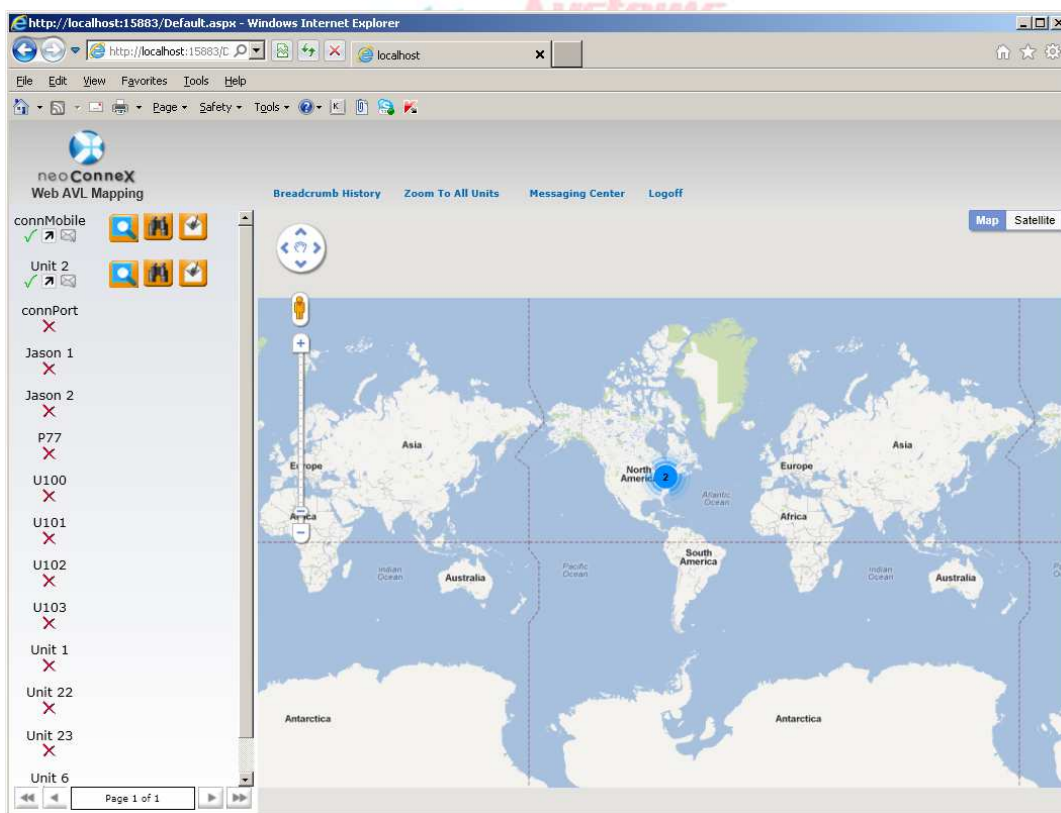 http://localhost:15883/Default.aspx - Windows Internet Explorer
http://localhost:15883/D
localhost
File Edit View Favorites Tools Help
Page Safety Tools
neoConneX
Web AVL Mapping
Breadcrumb History Zoom To All Units Messaging Center Logoff
connMobile
Unit 2
connPort
Jason 1
Jason 2
P77
U100
U101
U102
U103
Unit 1
Unit 22
Unit 23
Unit 6
Page 1 of 1
Map Satellite
Asia
Europe
Africa
Indian Ocean
Australia
Pacific Ocean
North America
2
Atlantic Ocean
South America
Europe
Africa
Asia
Indian Ocean
Australia
Antarctica
Antarctica